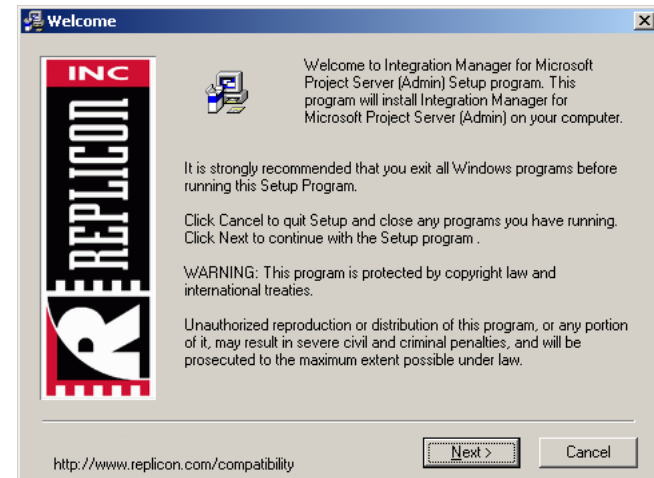 Welcome
INC
REPLICON
R
Welcome to Integration Manager for Microsoft
Project Server (Admin) Setup program. This
program will install Integration Manager for
Microsoft Project Server (Admin) on your computer.
It is strongly recommended that you exit all Windows programs before
running this Setup Program.
Click Cancel to quit Setup and close any programs you have running.
Click Next to continue with the Setup program .
WARNING: This program is protected by copyright law and
international treaties.
Unauthorized reproduction or distribution of this program, or any portion
of it, may result in severe civil and criminal penalties, and will be
prosecuted to the maximum extent possible under law.
http://www.replicon.com/compatibility
Next >
Cancel